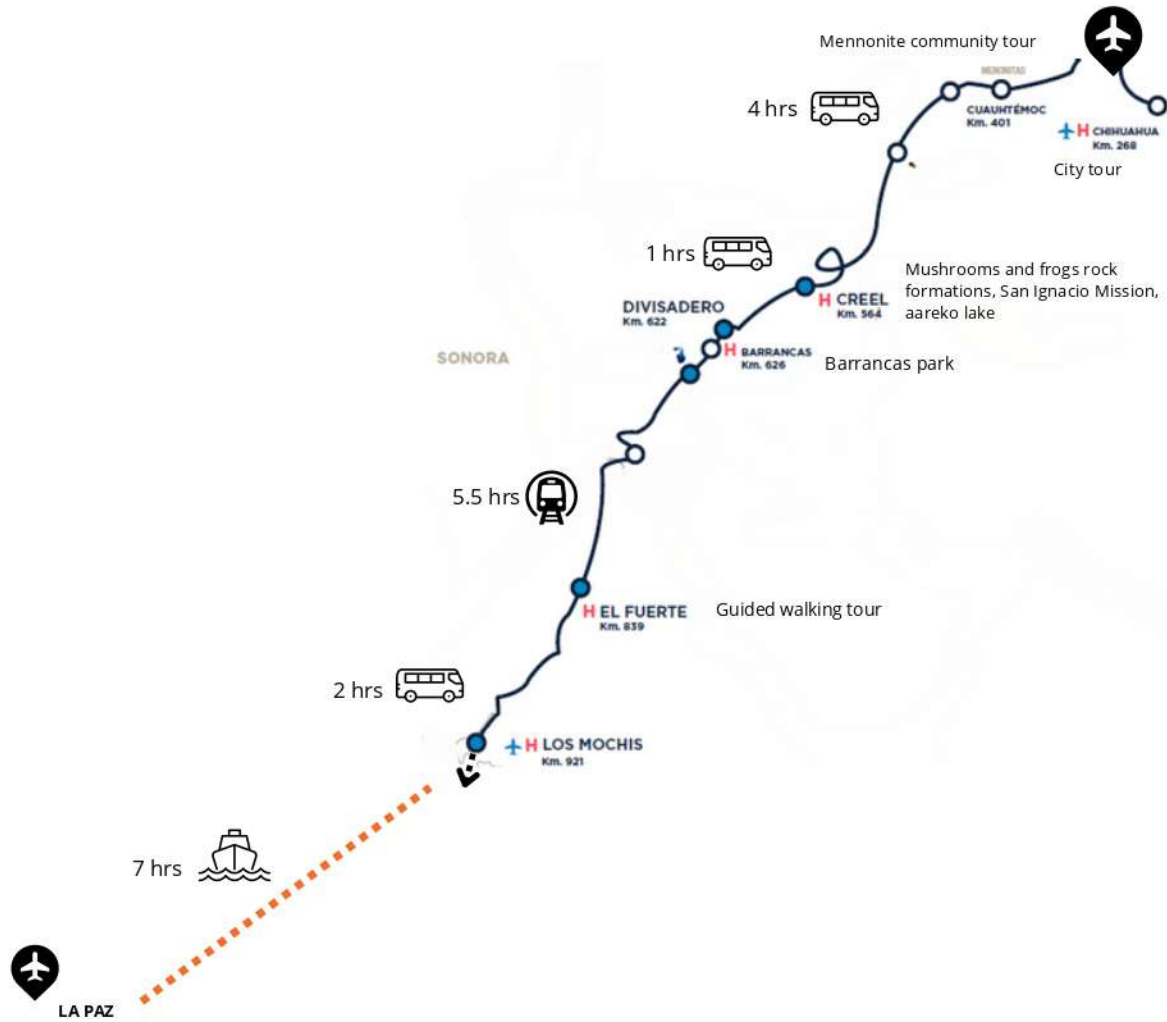 Mennonite community tour
MENONITAS
4 hrs
CUAUHTÉMOC
Km. 401
H CHIHUAHUA
Km. 268
City tour
1 hrs
Mushrooms and frogs rock
formations, San Ignacio Mission,
aareko lake
H CREEL
Km. 564
DIVISADERO
Km. 622
H BARRANCAS
Km. 626
Barrancas park
SONORA
5.5 hrs
H EL FUERTE
Km. 839
Guided walking tour
2 hrs
H LOS MOCHIS
Km. 921
7 hrs
LA PAZ